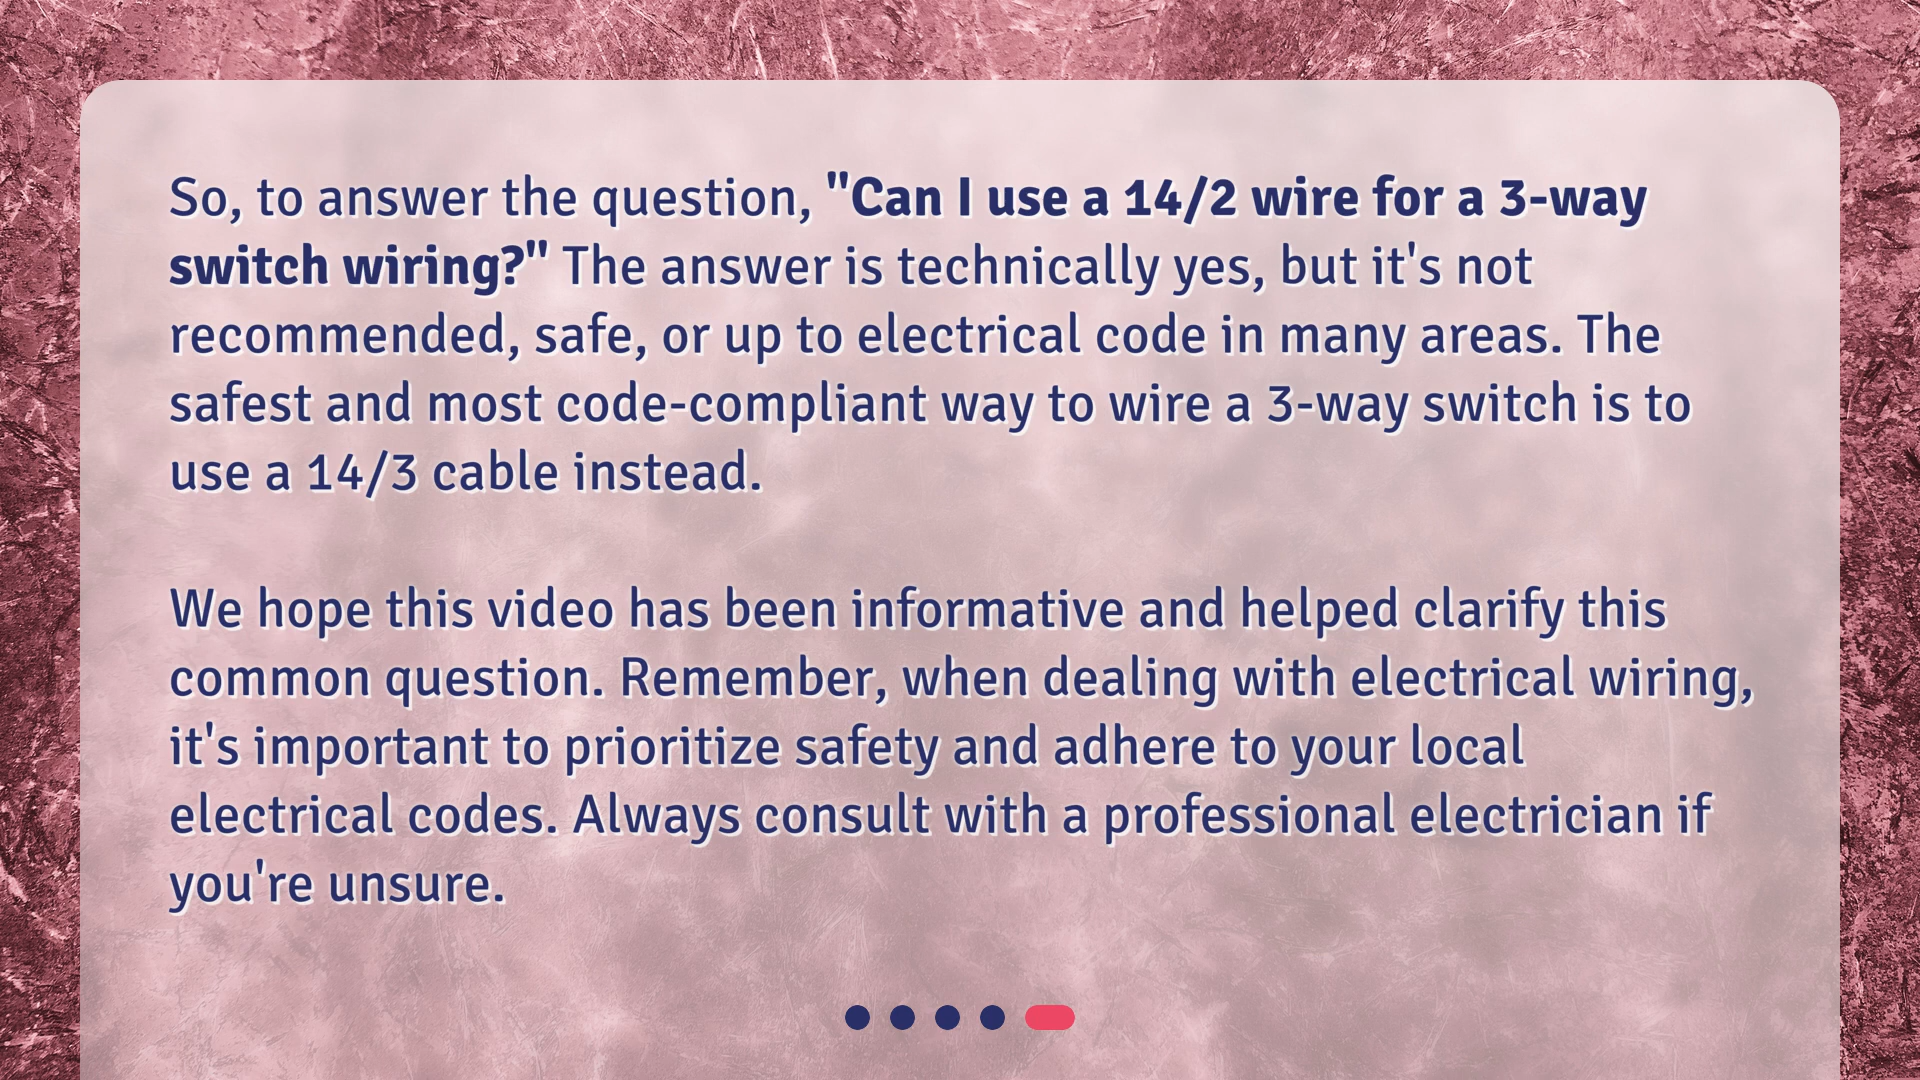 So, to answer the question, "Can I use a 14/2 wire for a 3-way
switch wiring?" The answer is technically yes, but it's not
recommended, safe, or up to electrical code in many areas. The
safest and most code-compliant way to wire a 3-way switch is to
use a 14/3 cable instead.
We hope this video has been informative and helped clarify this
common question. Remember, when dealing with electrical wiring,
it's important to prioritize safety and adhere to your local
electrical codes. Always consult with a professional electrician if
you're unsure.